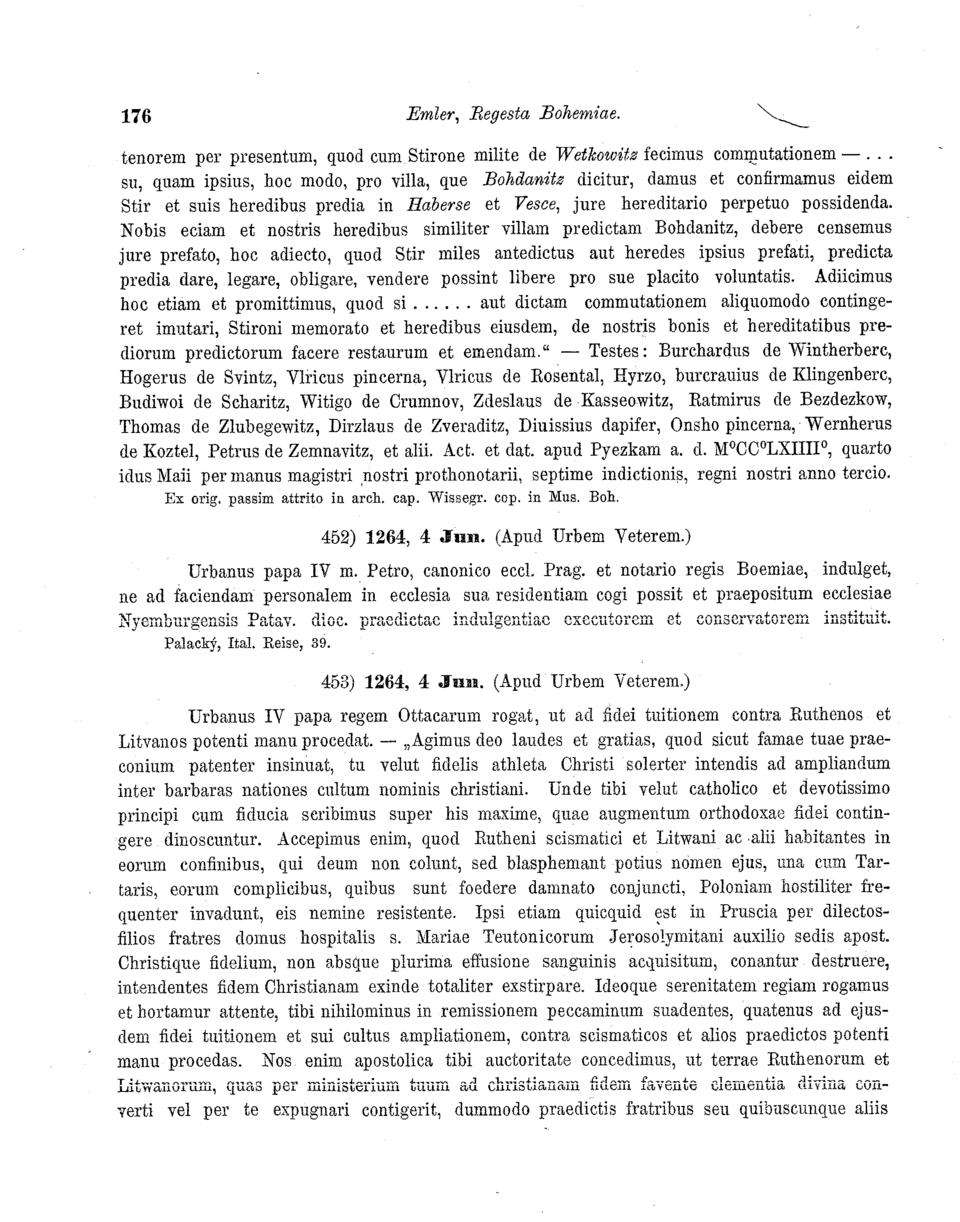 176
Emler, Regesta Bohemiae.
tenorem per presentum, quod cum Stirone milite de Wetkowitz fecimus commutationem — . . .
su, quam ipsius, hoc modo, pro villa, que Bohdanitz dicitur, damus et confirmamus eidem
Stir et suis heredibus predia in Haberse et Vesce, jure hereditario perpetuo possidenda.
Nobis eciam et nostris heredibus similiter villam predictam Bohdanitz, debere censemus
jure prefato, hoc adiecto, quod Stir miles antedictus aut heredes ipsius prefati, predicta
predia dare, legare, obligare, vendere possint libere pro sue placito voluntatis. Adiicimus
hoc etiam et promittimus, quod si . . . . . . aut dictam commutationem aliquomodo continge-
ret imutari, Stironi memorato et heredibus eiusdem, de nostris bonis et hereditatibus pre-
diorum predictorum facere restaurum et emendam.“ — Testes: Burchardus de Wintherberc,
Hogerus de Svintz, Vlricus pincerna, Vlricus de Rosental, Hyrzo, burcrauius de Klingenberc,
Budiwoi de Scharitz, Witigo de Crumnov, Zdeslaus de Kasseowitz, Ratmirus de Bezdezkow,
Thomas de Zlubegewitz, Dirzlaus de Zveraditz, Diuissius dapifer, Onsho pincerna, Wernherus
de Koztel, Petrus de Zemnavitz, et alii. Act. et dat. apud Pyezkam a. d. M⁰CC⁰LXIIII⁰, quarto
idus Maii per manus magistri nostri prothonotarii, septime indictionis, regni nostri anno tercio.
Ex orig. passim attrito in arch. cap. Wissegr. cop. in Mus. Boh.
452) 1264, 4 Jun. (Apud Urbem Veterem.)
Urbanus papa IV m. Petro, canonico eccl. Prag. et notario regis Boemiae, indulget,
ne ad faciendam personalem in ecclesia sua residentiam cogi possit et praepositum ecclesiae
Nyemburgensis Patav. dioc. praedictae indulgentiae executorem et conservatorem instituit.
Palacký, Ital. Reise, 39.
453) 1264, 4 Jun. (Apud Urbem Veterem.)
Urbanus IV papa regem Ottacarum rogat, ut ad fidei tuitionem contra Ruthenos et
Litvanos potenti manu procedat. — „Agimus deo laudes et gratias, quod sicut famae tuae prae-
conium patenter insinuat, tu velut fidelis athleta Christi solerter intendis ad ampliandum
inter barbaras nationes cultum nominis christiani. Unde tibi velut catholico et devotissimo
principi cum fiducia scribimus super his maxime, quae augmentum orthodoxae fidei contin-
gere dinoscuntur. Accepimus enim, quod Rutheni scismatici et Litwani ac alii habitantes in
eorum confinibus, qui deum non colunt, sed blasphemant potius nomen ejus, una cum Tar-
taris, eorum complicibus, quibus sunt foedere damnato conjuncti, Poloniam hostiliter fre-
quenter invadunt, eis nemine resistente. Ipsi etiam quicquid est in Pruscia per dilectos-
filios fratres domus hospitalis s. Mariae Teutonicorum Jerosolymitani auxilio sedis apost.
Christique fidelium, non absque plurima effusione sanguinis acquisitum, conantur destruere,
intendentes fidem Christianam exinde totaliter exstirpare. Ideoque serenitatem regiam rogamus
et hortamur attente, tibi nihilominus in remissionem peccaminum suadentes, quatenus ad ejus-
dem fidei tuitionem et sui cultus ampliationem, contra scismaticos et alios praedictos potenti
manu procedas. Nos enim apostolica tibi auctoritate concedimus, ut terrae Ruthenorum et
Litwanorum, quas per ministerium tuum ad christianam fidem favente clementia divina con-
verti vel per te expugnari contigerit, dummodo praedictis fratribus seu quibuscunque aliis